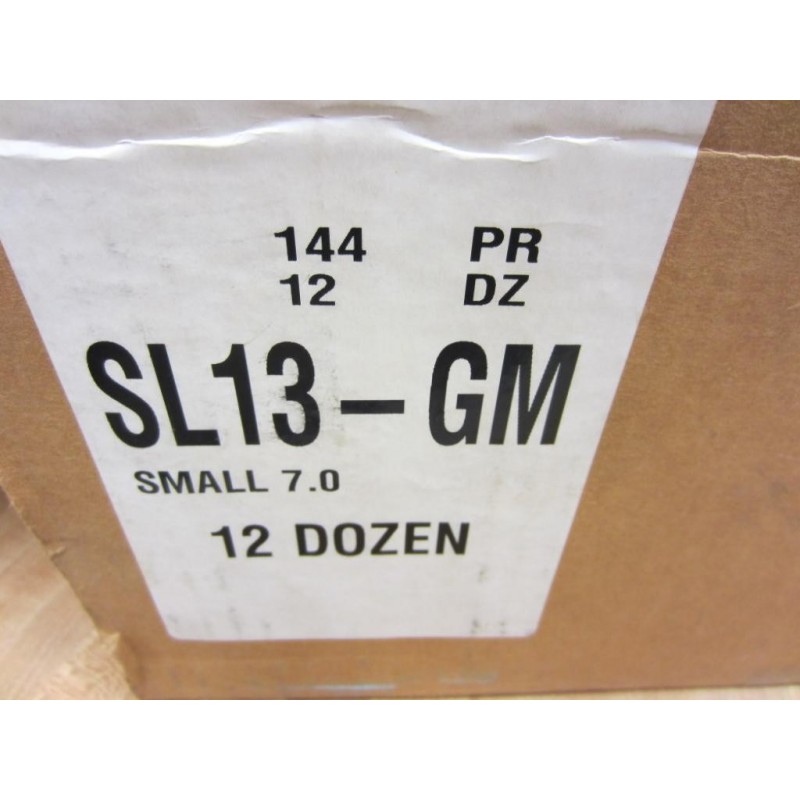 144 PR
12 DZ
SL13-GM
SMALL 7.0
12 DOZEN